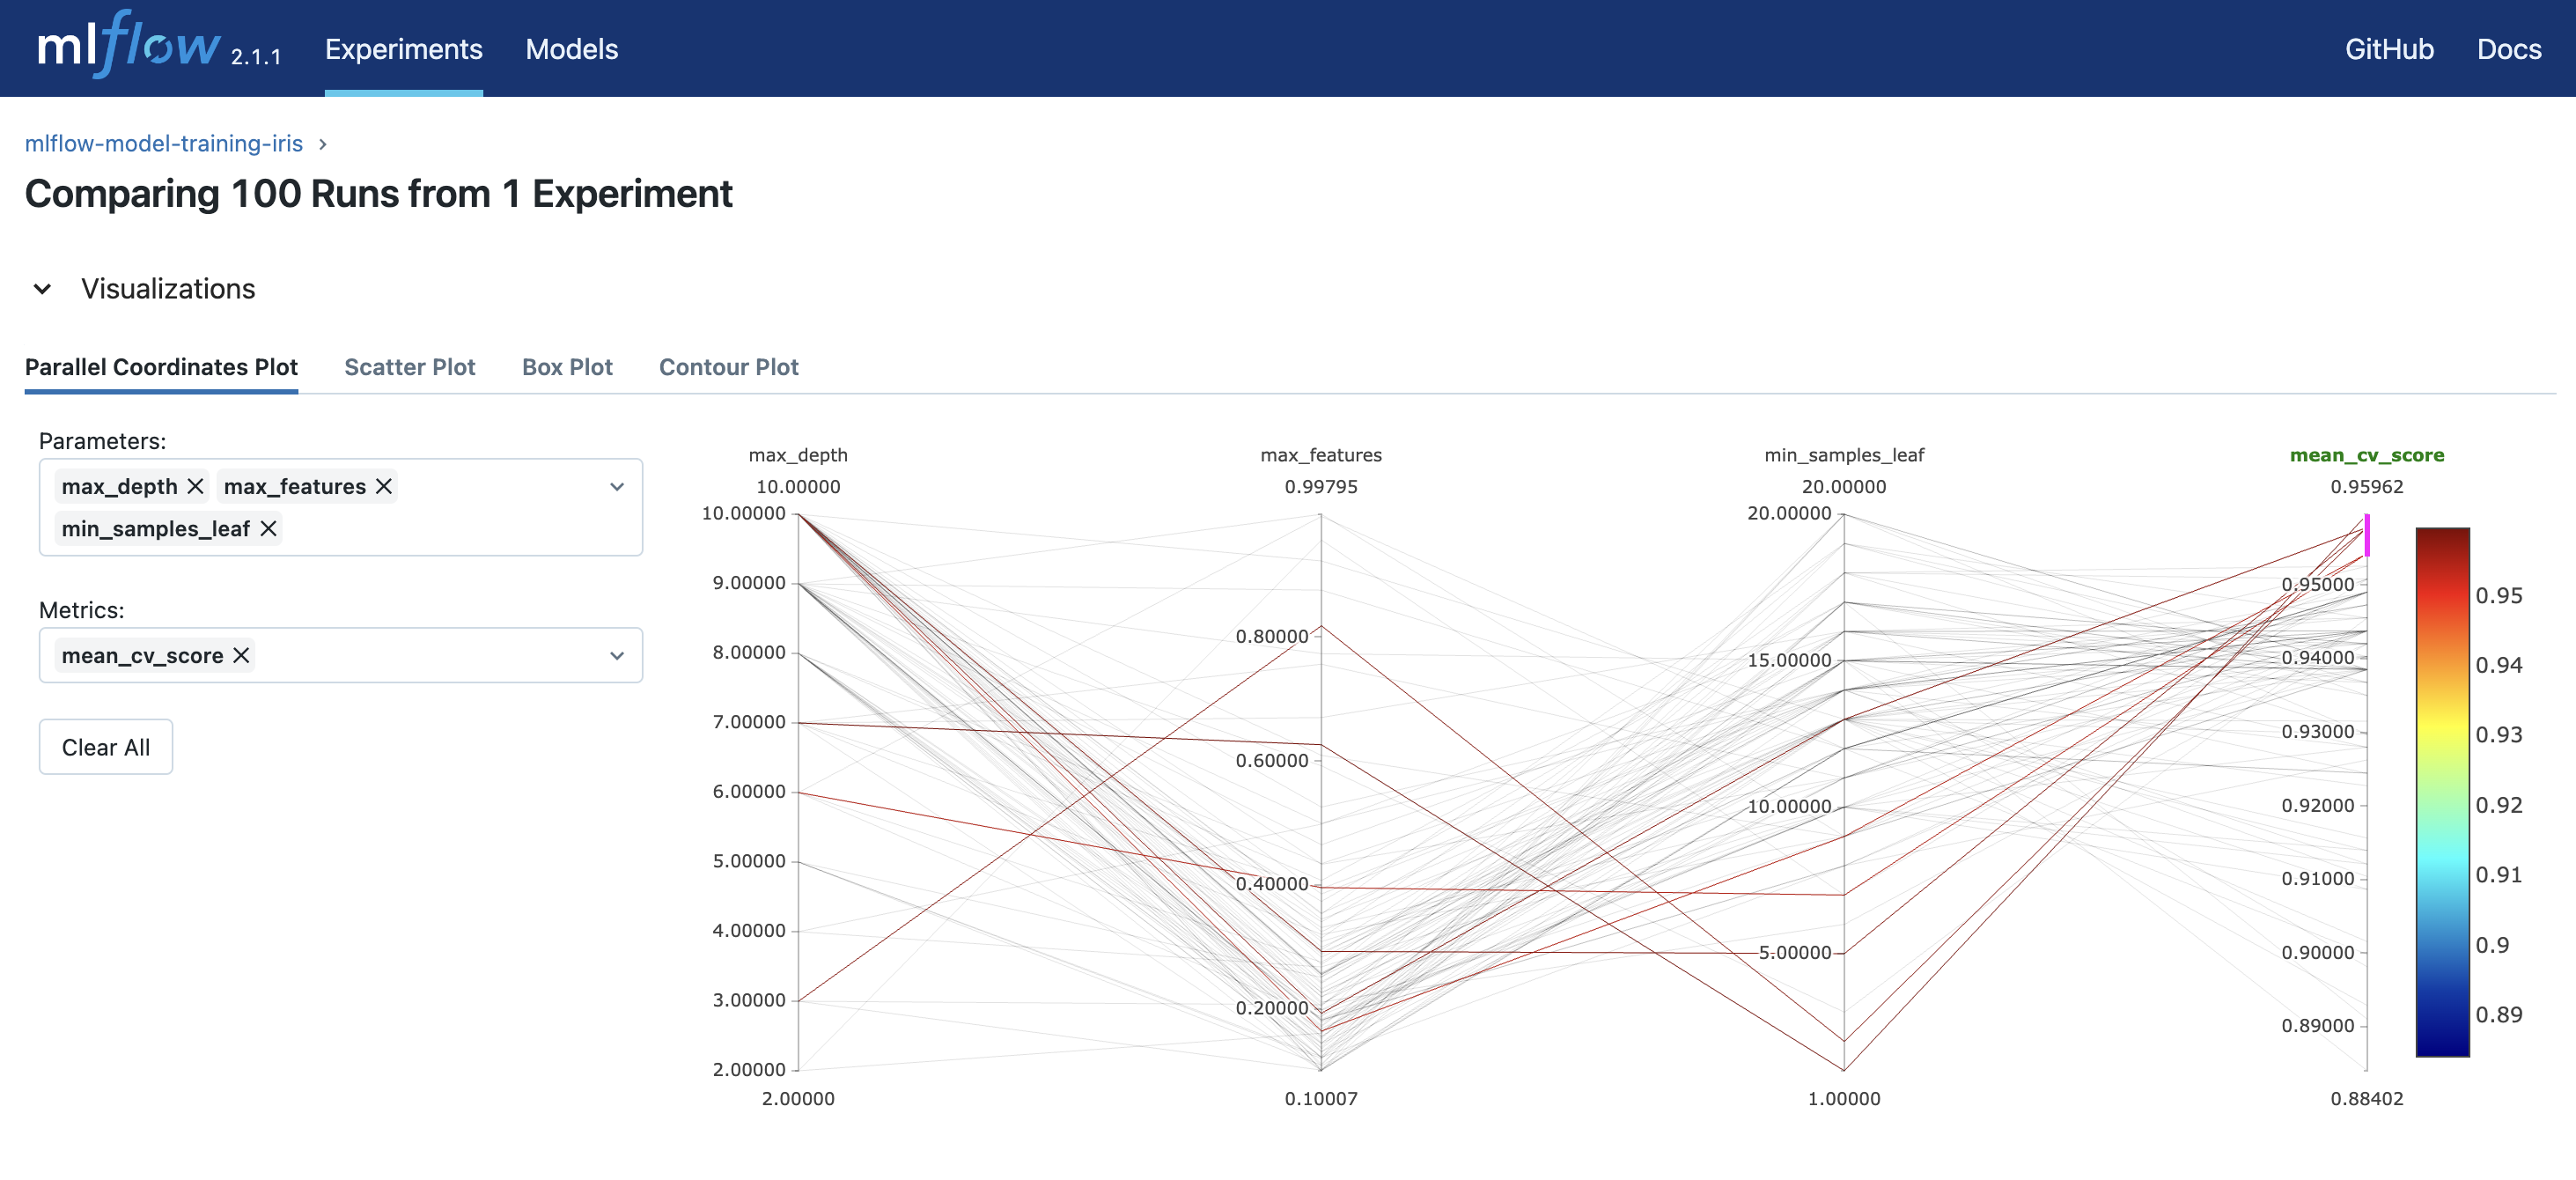 mlflow 2.1.1 Experiments Models GitHub Docs
mlflow-model-training-iris >
Comparing 100 Runs from 1 Experiment
Visualizations
Parallel Coordinates Plot Scatter Plot Box Plot Contour Plot
Parameters:
max_depth × max_features ×
min_samples_leaf ×
Metrics:
mean_cv_score ×
Clear All
max_depth
10.00000
10.00000
9.00000
8.00000
7.00000
6.00000
5.00000
4.00000
3.00000
2.00000
2.00000
max_features
0.99795
0.80000
0.60000
0.40000
0.20000
0.10007
min_samples_leaf
20.00000
20.00000
15.00000
10.00000
5.00000
1.00000
mean_cv_score
0.95962
0.95000
0.94000
0.93000
0.92000
0.91000
0.90000
0.89000
0.88402
0.95
0.94
0.93
0.92
0.91
0.9
0.89